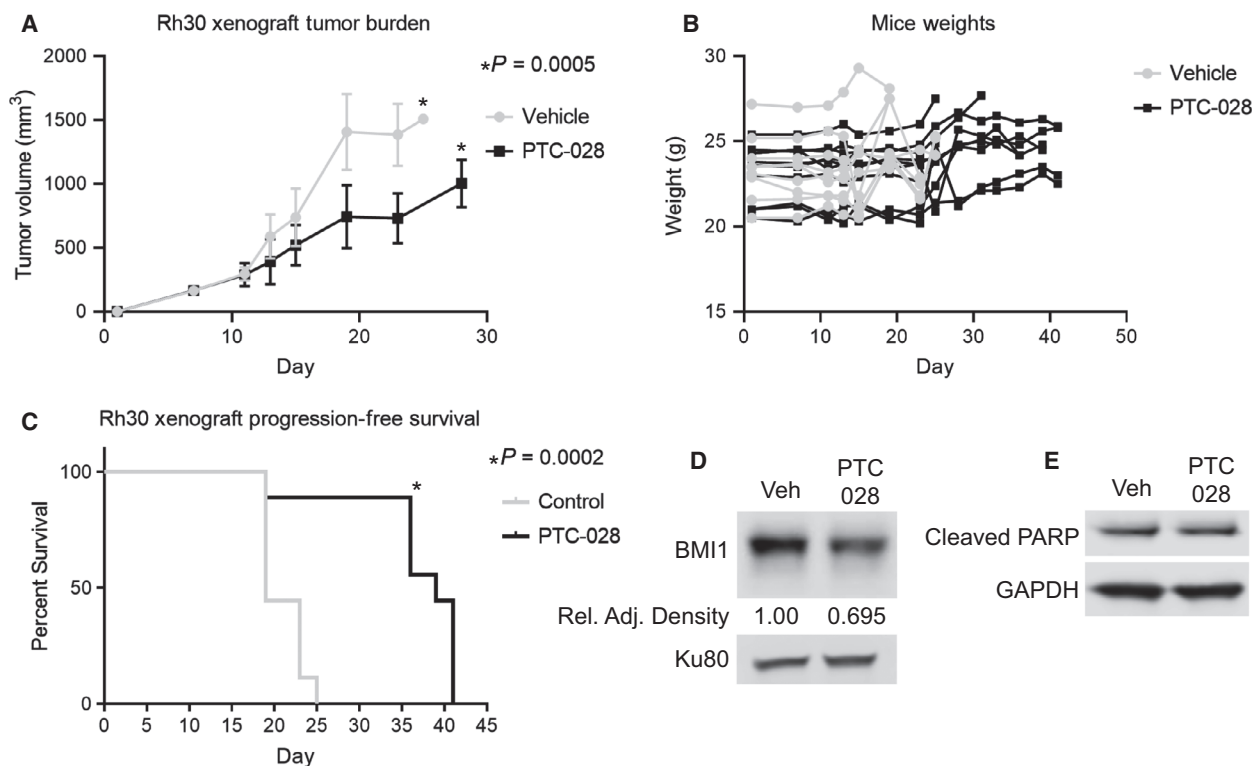 A
Rh30 xenograft tumor burden
*P = 0.0005
Vehicle
PTC-028
*
*
Tumor volume (mm³)
2000
1500
1000
500
0
0 10 20 30
Day
B
Mice weights
Vehicle
PTC-028
Weight (g)
30
25
20
15
0 10 20 30 40 50
Day
C
Rh30 xenograft progression-free survival
*P = 0.0002
Control
PTC-028
*
Percent Survival
100
50
0
0 5 10 15 20 25 30 35 40 45
Day
D
Veh PTC 028
BMI1
Rel. Adj. Density 1.00 0.695
Ku80
E
Veh PTC 028
Cleaved PARP
GAPDH